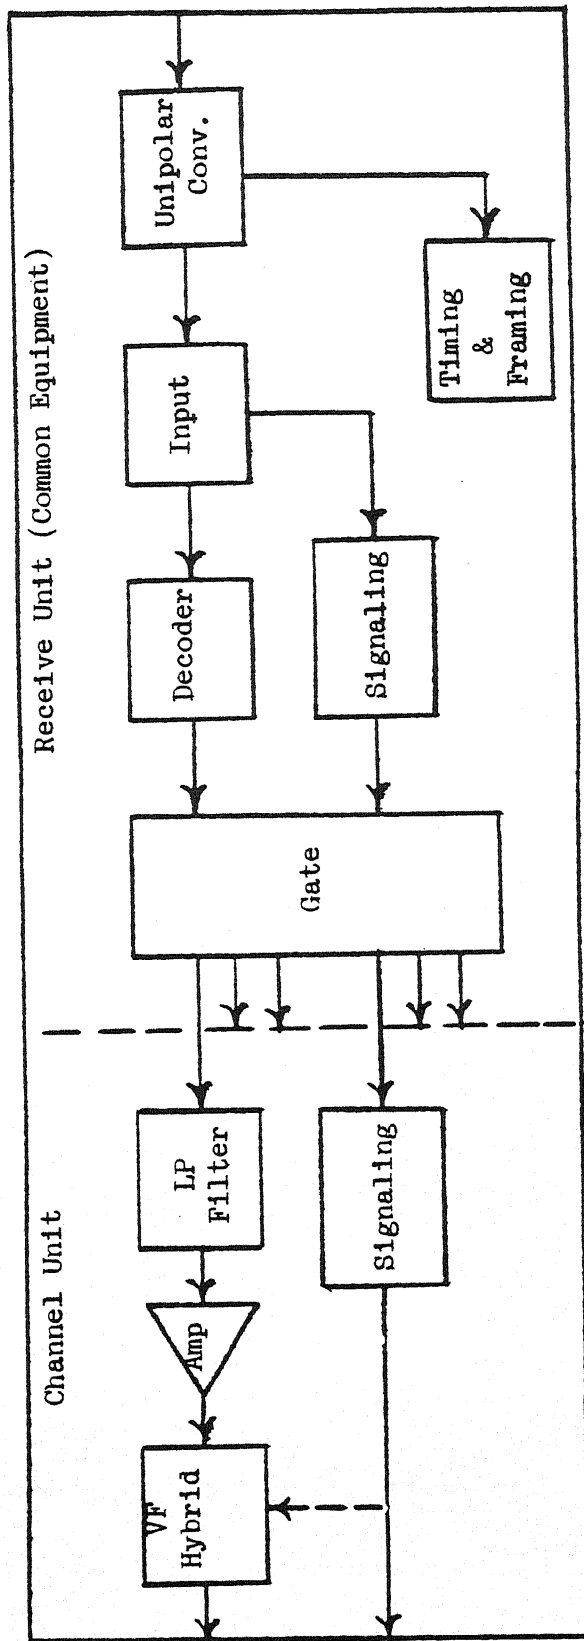 Channel Unit
Receive Unit (Common Equipment)
VF
Hybrid
Amp
LP
Filter
Signaling
Gate
Decoder
Signaling
Input
Unipolar
Conv.
Timing
&
Framing